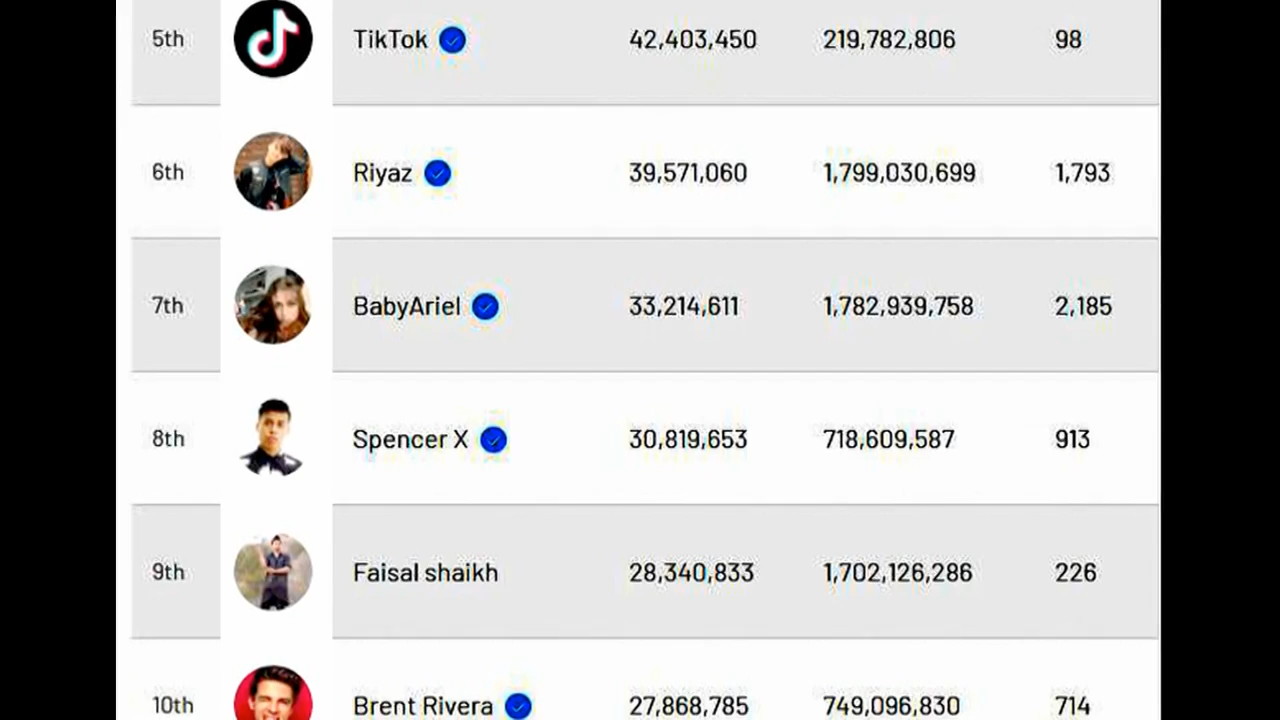 5th TikTok 42,403,450 219,782,806 98
6th Riyaz 39,571,060 1,799,030,699 1,793
7th BabyAriel 33,214,611 1,782,939,758 2,185
8th Spencer X 30,819,653 718,609,587 913
9th Faisal shaikh 28,340,833 1,702,126,286 226
10th Brent Rivera 27,868,785 749,096,830 714